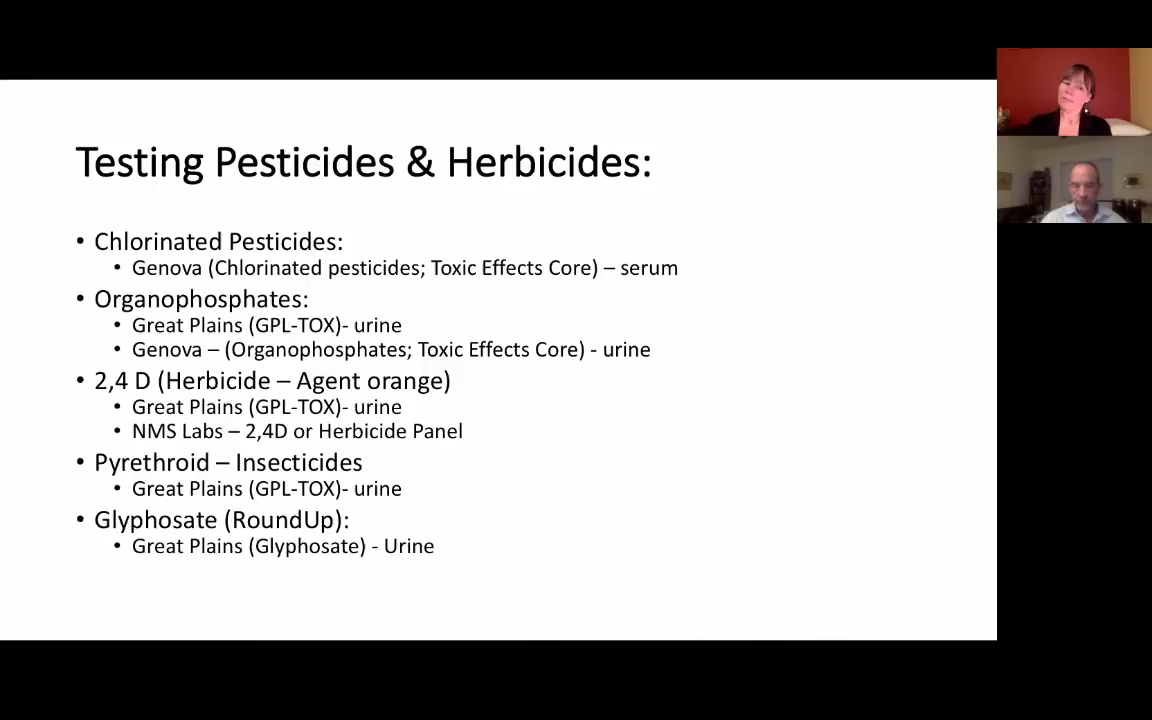 Testing Pesticides & Herbicides:
• Chlorinated Pesticides:
• Genova (Chlorinated pesticides; Toxic Effects Core) – serum
• Organophosphates:
• Great Plains (GPL-TOX)- urine
• Genova – (Organophosphates; Toxic Effects Core) - urine
• 2,4 D (Herbicide – Agent orange)
• Great Plains (GPL-TOX)- urine
• NMS Labs – 2,4D or Herbicide Panel
• Pyrethroid – Insecticides
• Great Plains (GPL-TOX)- urine
• Glyphosate (RoundUp):
• Great Plains (Glyphosate) - Urine